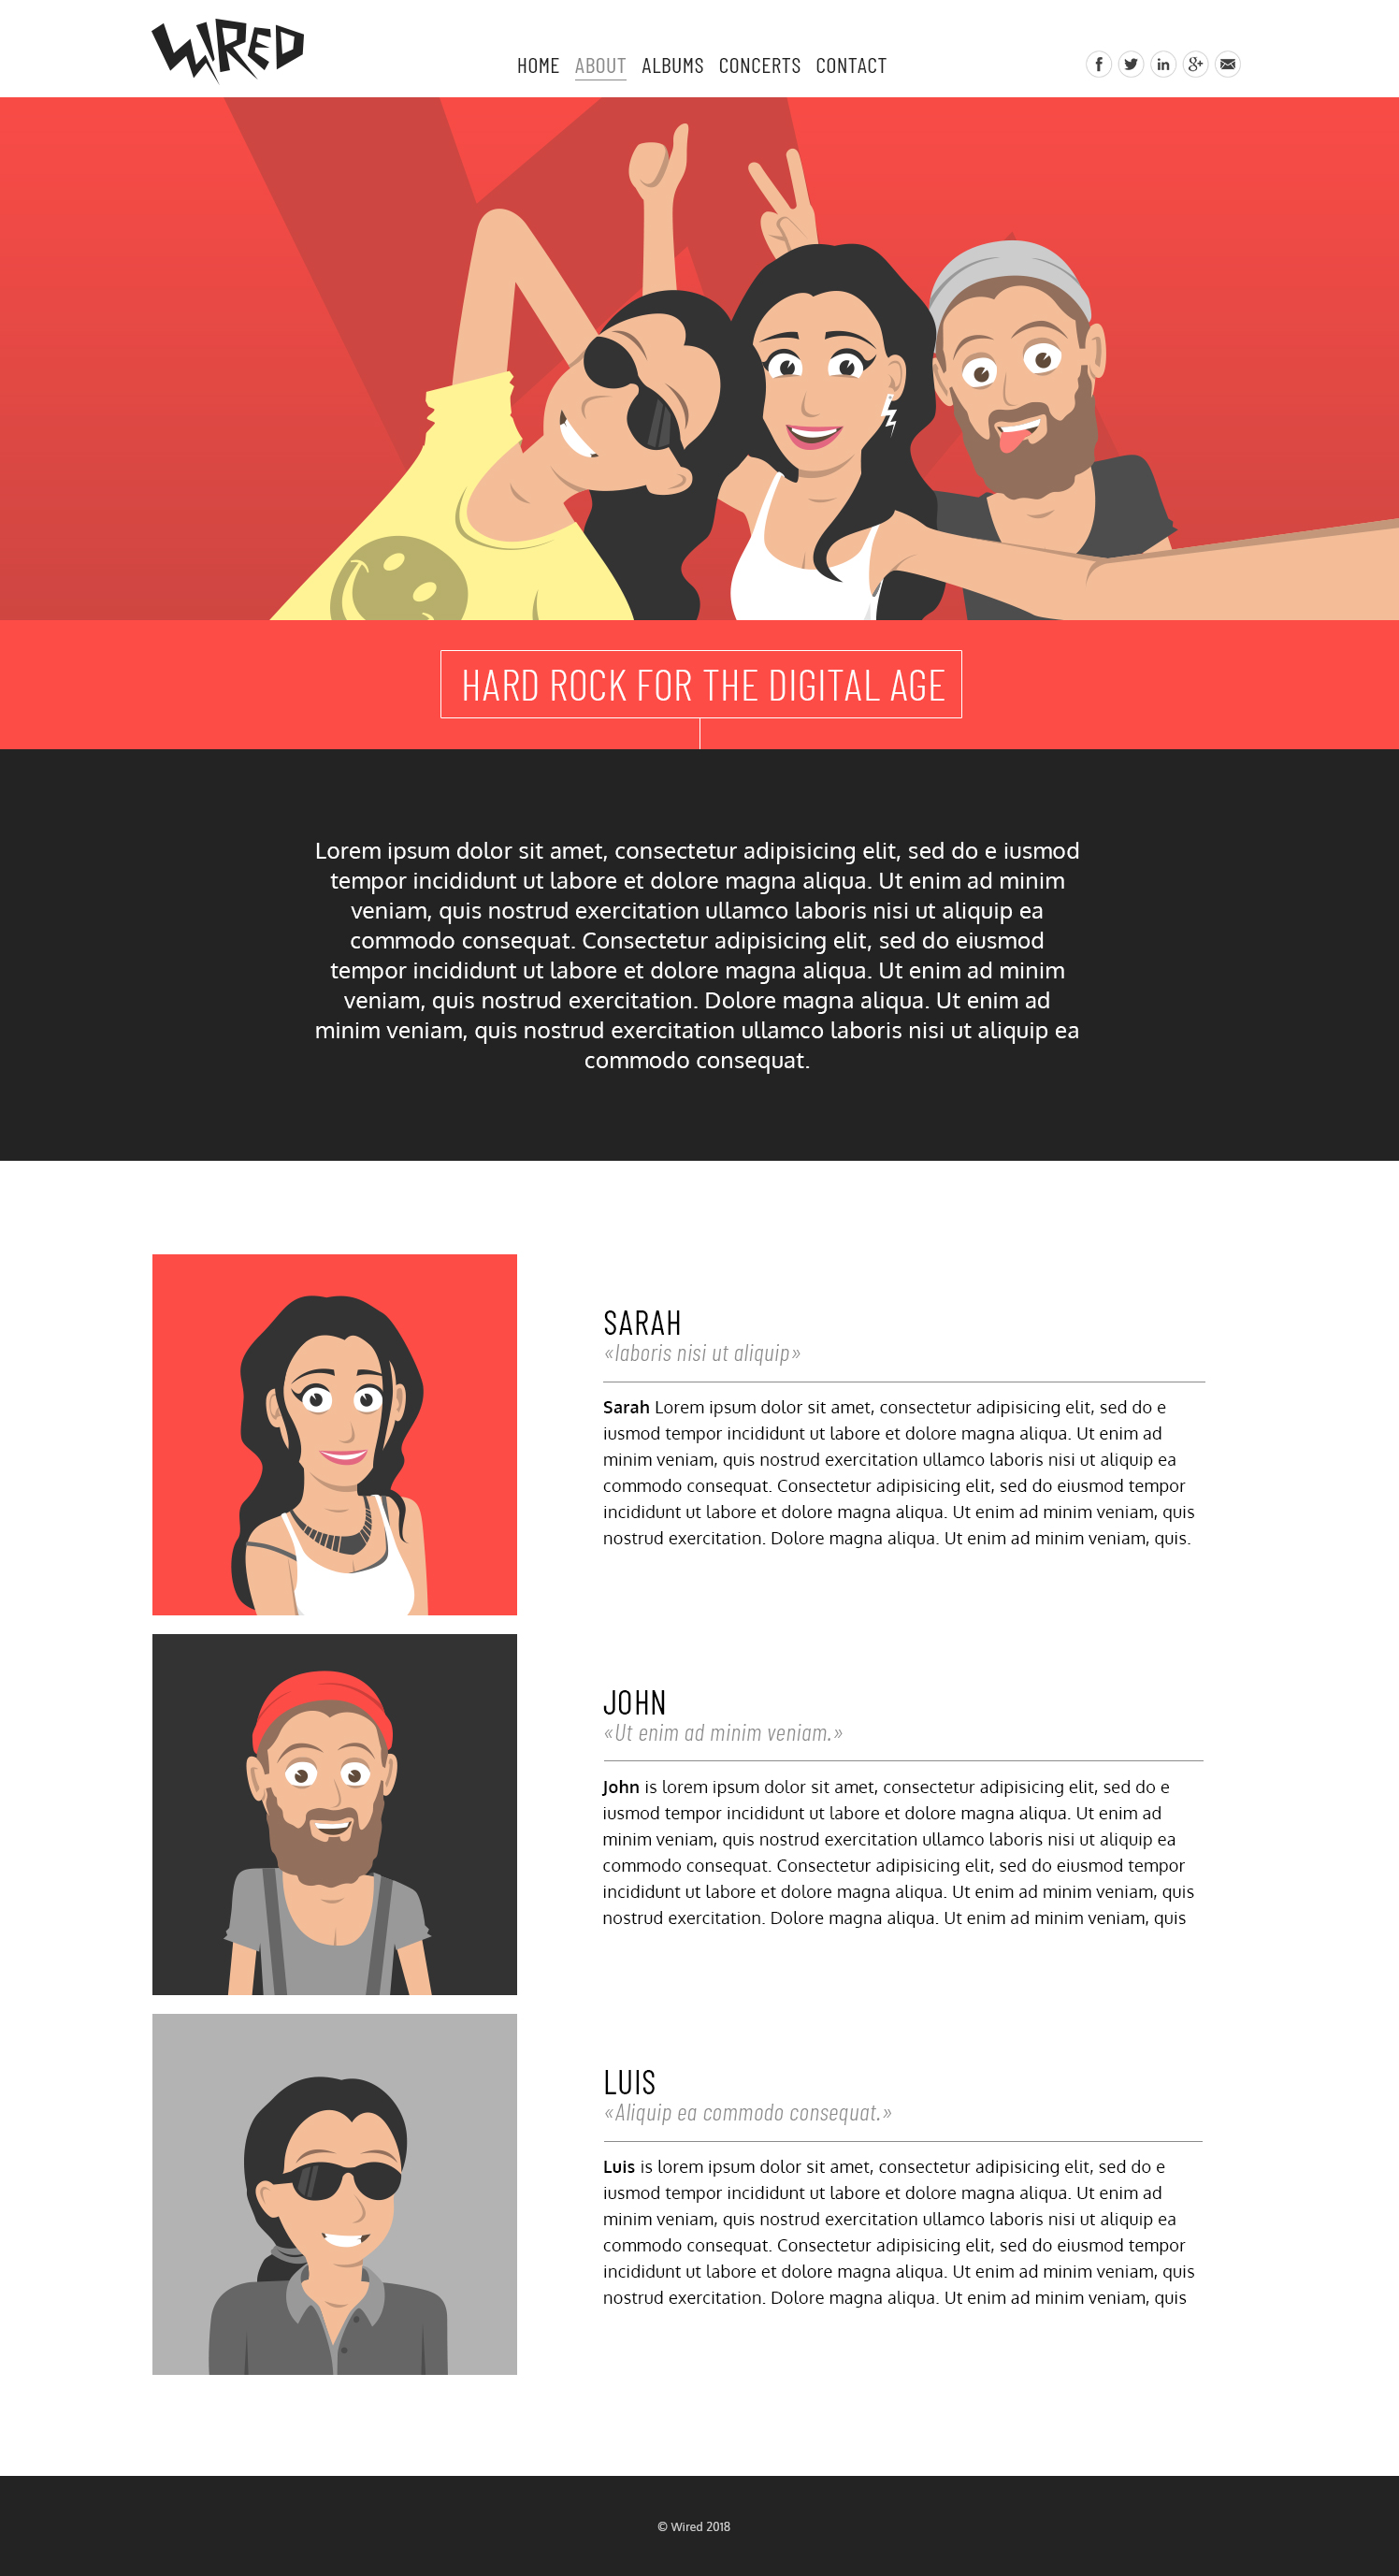 WIRED
HOME ABOUT ALBUMS CONCERTS CONTACT
HARD ROCK FOR THE DIGITAL AGE
Lorem ipsum dolor sit amet, consectetur adipisicing elit, sed do e iusmod
tempor incididunt ut labore et dolore magna aliqua. Ut enim ad minim
veniam, quis nostrud exercitation ullamco laboris nisi ut aliquip ea
commodo consequat. Consectetur adipisicing elit, sed do eiusmod
tempor incididunt ut labore et dolore magna aliqua. Ut enim ad minim
veniam, quis nostrud exercitation. Dolore magna aliqua. Ut enim ad
minim veniam, quis nostrud exercitation ullamco laboris nisi ut aliquip ea
commodo consequat.
SARAH
«laboris nisi ut aliquip»
Sarah Lorem ipsum dolor sit amet, consectetur adipisicing elit, sed do e
iusmod tempor incididunt ut labore et dolore magna aliqua. Ut enim ad
minim veniam, quis nostrud exercitation ullamco laboris nisi ut aliquip ea
commodo consequat. Consectetur adipisicing elit, sed do eiusmod tempor
incididunt ut labore et dolore magna aliqua. Ut enim ad minim veniam, quis
nostrud exercitation. Dolore magna aliqua. Ut enim ad minim veniam, quis.
JOHN
«Ut enim ad minim veniam.»
John is lorem ipsum dolor sit amet, consectetur adipisicing elit, sed do e
iusmod tempor incididunt ut labore et dolore magna aliqua. Ut enim ad
minim veniam, quis nostrud exercitation ullamco laboris nisi ut aliquip ea
commodo consequat. Consectetur adipisicing elit, sed do eiusmod tempor
incididunt ut labore et dolore magna aliqua. Ut enim ad minim veniam, quis
nostrud exercitation. Dolore magna aliqua. Ut enim ad minim veniam, quis
LUIS
«Aliquip ea commodo consequat.»
Luis is lorem ipsum dolor sit amet, consectetur adipisicing elit, sed do e
iusmod tempor incididunt ut labore et dolore magna aliqua. Ut enim ad
minim veniam, quis nostrud exercitation ullamco laboris nisi ut aliquip ea
commodo consequat. Consectetur adipisicing elit, sed do eiusmod tempor
incididunt ut labore et dolore magna aliqua. Ut enim ad minim veniam, quis
nostrud exercitation. Dolore magna aliqua. Ut enim ad minim veniam, quis
© Wired 2018